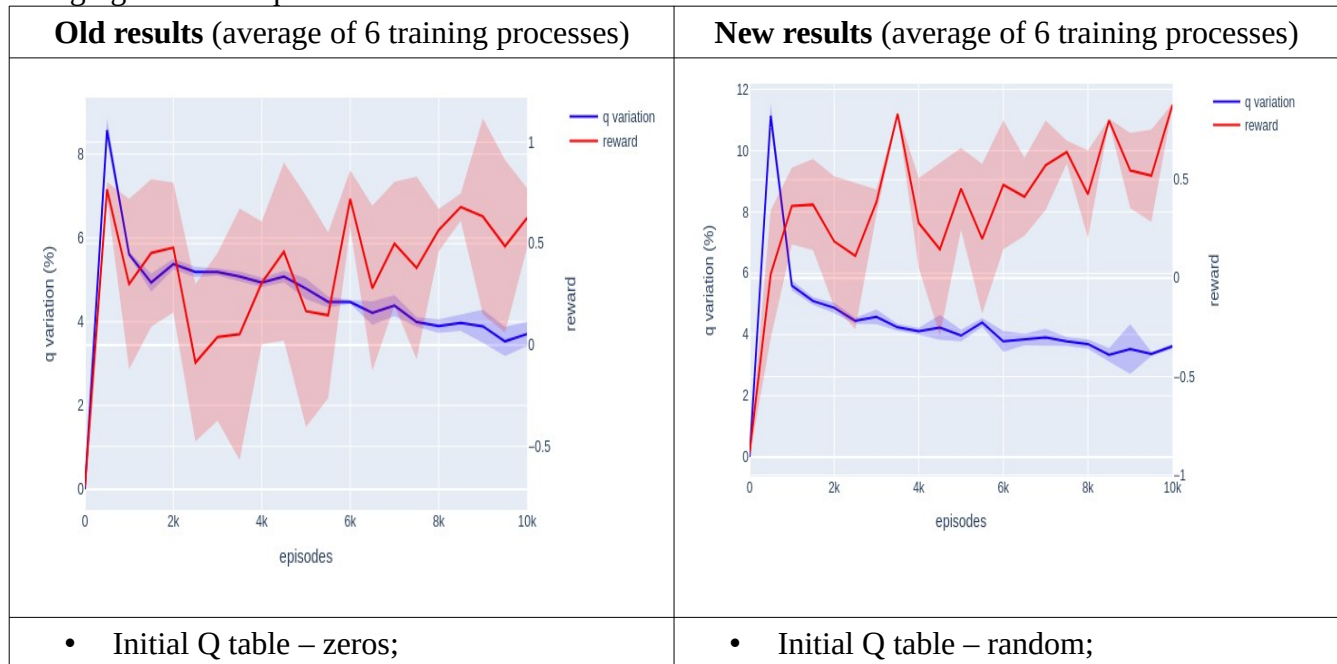 Old results (average of 6 training processes)
New results (average of 6 training processes)
q variation
reward
8
6
4
2
0
1
0.5
0
−0.5
q variation (%)
reward
0
2k
4k
6k
8k
10k
episodes
q variation
reward
12
10
8
6
4
2
0
0.5
0
−0.5
−1
q variation (%)
reward
0
2k
4k
6k
8k
10k
episodes
• Initial Q table – zeros;
• Initial Q table – random;